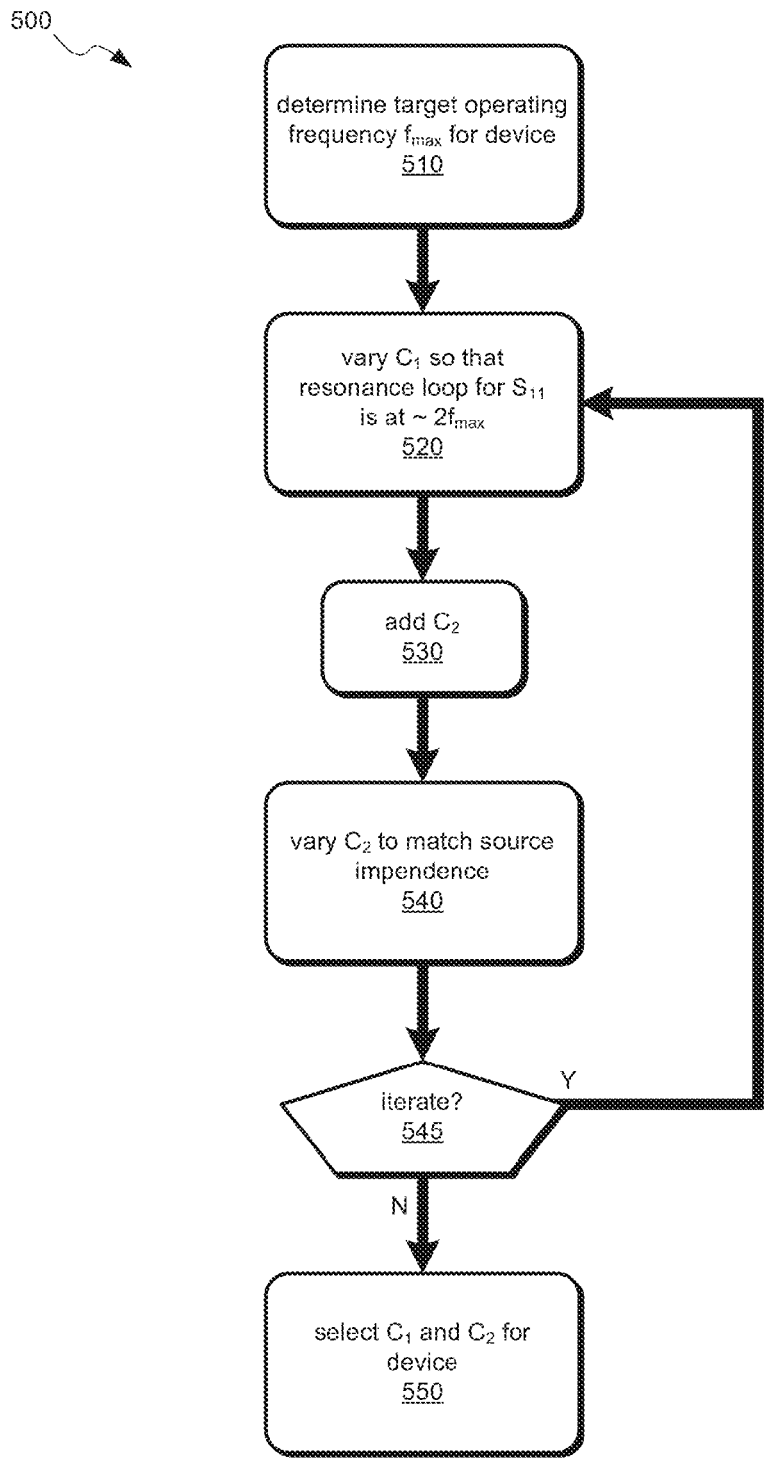 500
determine target operating
frequency fmax for device
510
vary C1 so that
resonance loop for S11
is at ~ 2fmax
520
add C2
530
vary C2 to match source
impendence
540
iterate?
545
Y
N
select C1 and C2 for
device
550